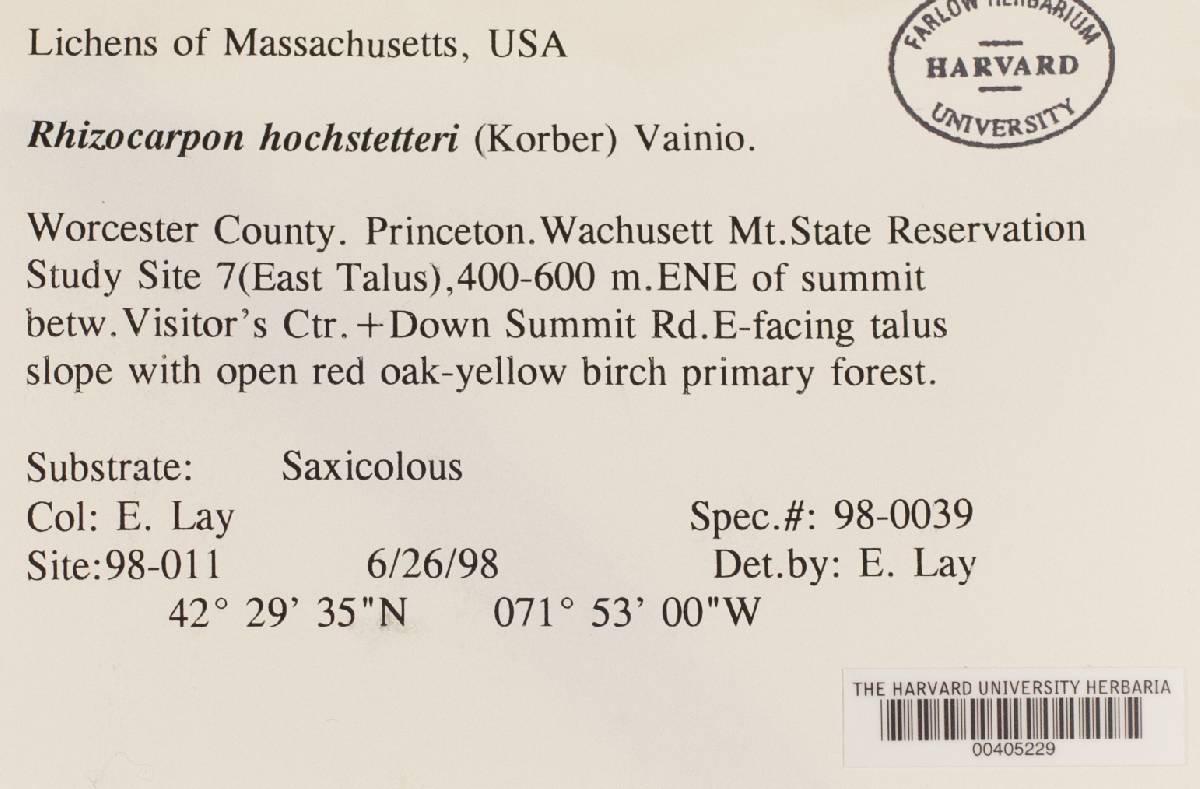 Lichens of Massachusetts, USA
FARLOW HERBARIUM
HARVARD
UNIVERSITY
Rhizocarpon hochstetteri (Korber) Vainio.
Worcester County. Princeton.Wachusett Mt.State Reservation
Study Site 7(East Talus),400-600 m.ENE of summit
betw.Visitor's Ctr.+Down Summit Rd.E-facing talus
slope with open red oak-yellow birch primary forest.
Substrate: Saxicolous
Col: E. Lay Spec.#: 98-0039
Site:98-011 6/26/98 Det.by: E. Lay
42° 29' 35"N 071° 53' 00"W
THE HARVARD UNIVERSITY HERBARIA
00405229